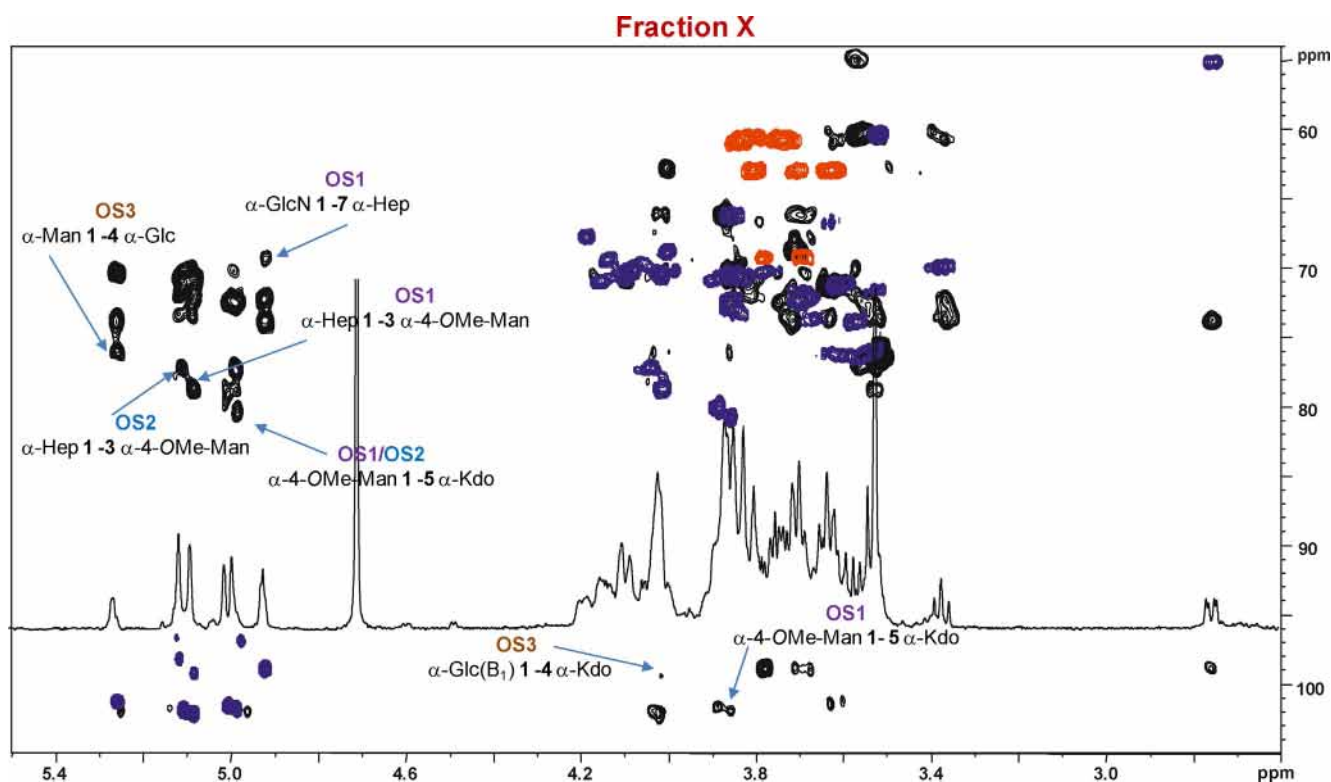 Fraction X
ppm
60
70
80
90
100
OS1
α-GlcN 1 -7 α-Hep
OS3
α-Man 1 -4 α-Glc
OS1
α-Hep 1 -3 α-4-OMe-Man
OS2
α-Hep 1 -3 α-4-OMe-Man
OS1/OS2
α-4-OMe-Man 1 -5 α-Kdo
OS1
α-4-OMe-Man 1- 5 α-Kdo
OS3
α-Glc(B₁) 1 -4 α-Kdo
5.4 5.0 4.6 4.2 3.8 3.4 3.0 ppm